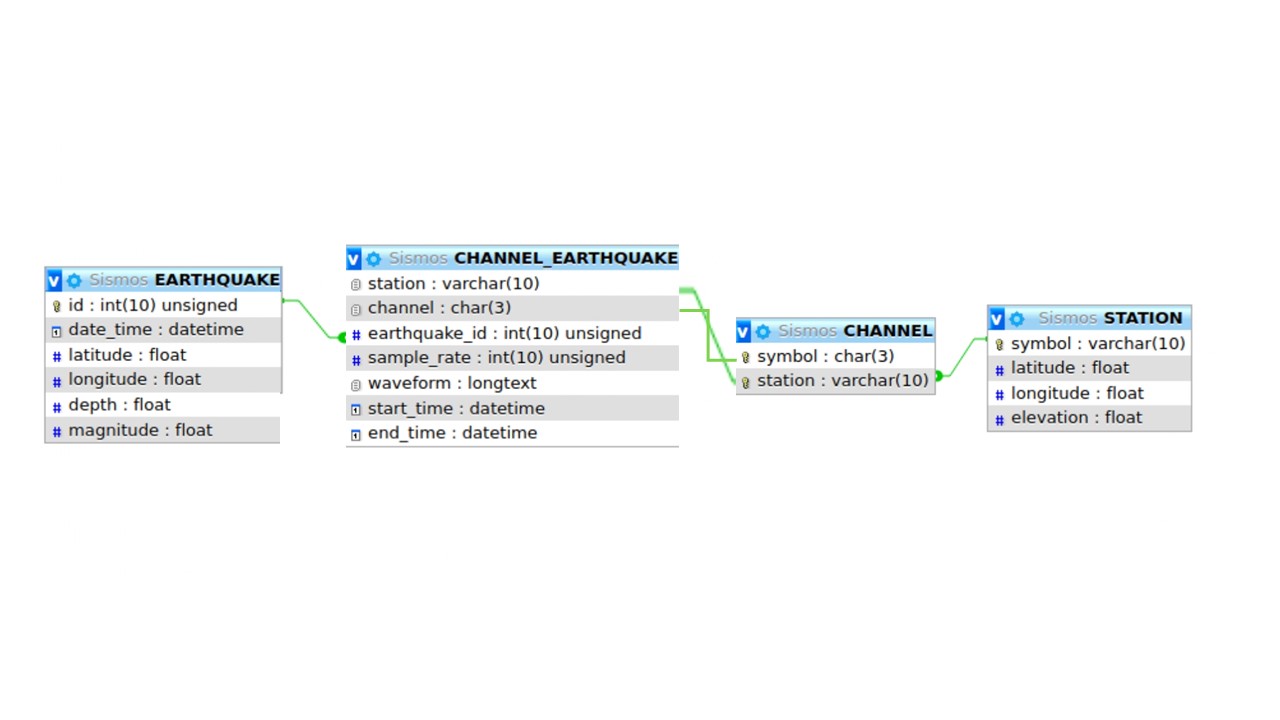 Sismos EARTHQUAKE
id : int(10) unsigned
date_time : datetime
latitude : float
longitude : float
depth : float
magnitude : float
Sismos CHANNEL_EARTHQUAKE
station : varchar(10)
channel : char(3)
earthquake_id : int(10) unsigned
sample_rate : int(10) unsigned
waveform : longtext
start_time : datetime
end_time : datetime
Sismos CHANNEL
symbol : char(3)
station : varchar(10)
Sismos STATION
symbol : varchar(10)
latitude : float
longitude : float
elevation : float